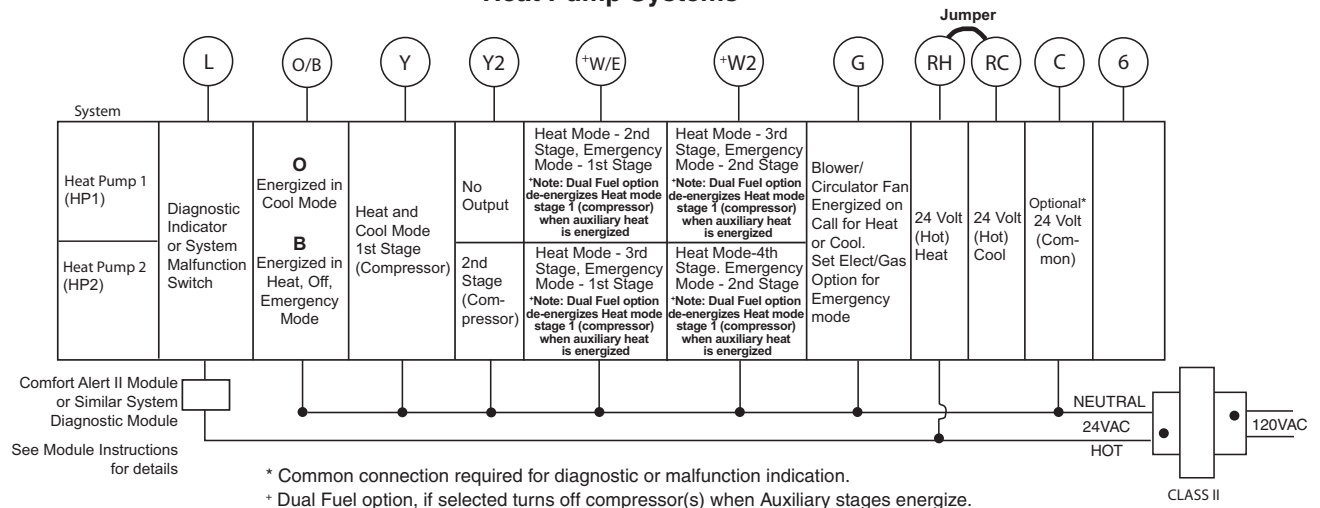 Jumper
L
O/B
Y
Y2
+W/E
+W2
G
RH
RC
C
6
System
Heat Pump 1
(HP1)
Heat Pump 2
(HP2)
Diagnostic
Indicator
or System
Malfunction
Switch
O
Energized in
Cool Mode
B
Energized in
Heat, Off,
Emergency
Mode
Heat and
Cool Mode
1st Stage
(Compressor)
No
Output
2nd
Stage
(Com-
pressor)
Heat Mode - 2nd
Stage, Emergency
Mode - 1st Stage
+Note: Dual Fuel option
de-energizes Heat mode
stage 1 (compressor)
when auxiliary heat
is energized
Heat Mode - 3rd
Stage, Emergency
Mode - 1st Stage
+Note: Dual Fuel option
de-energizes Heat mode
stage 1 (compressor)
when auxiliary heat
is energized
Heat Mode - 3rd
Stage, Emergency
Mode - 2nd Stage
+Note: Dual Fuel option
de-energizes Heat mode
stage 1 (compressor)
when auxiliary heat
is energized
Heat Mode-4th
Stage. Emergency
Mode - 2nd Stage
+Note: Dual Fuel option
de-energizes Heat mode
stage 1 (compressor)
when auxiliary heat
is energized
Blower/
Circulator Fan
Energized on
Call for Heat
or Cool.
Set Elect/Gas
Option for
Emergency
mode
24 Volt
(Hot)
Heat
24 Volt
(Hot)
Cool
Optional*
24 Volt
(Com-
mon)
Comfort Alert II Module
or Similar System
Diagnostic Module
See Module Instructions
for details
NEUTRAL
24VAC
HOT
120VAC
CLASS II
* Common connection required for diagnostic or malfunction indication.
+ Dual Fuel option, if selected turns off compressor(s) when Auxiliary stages energize.